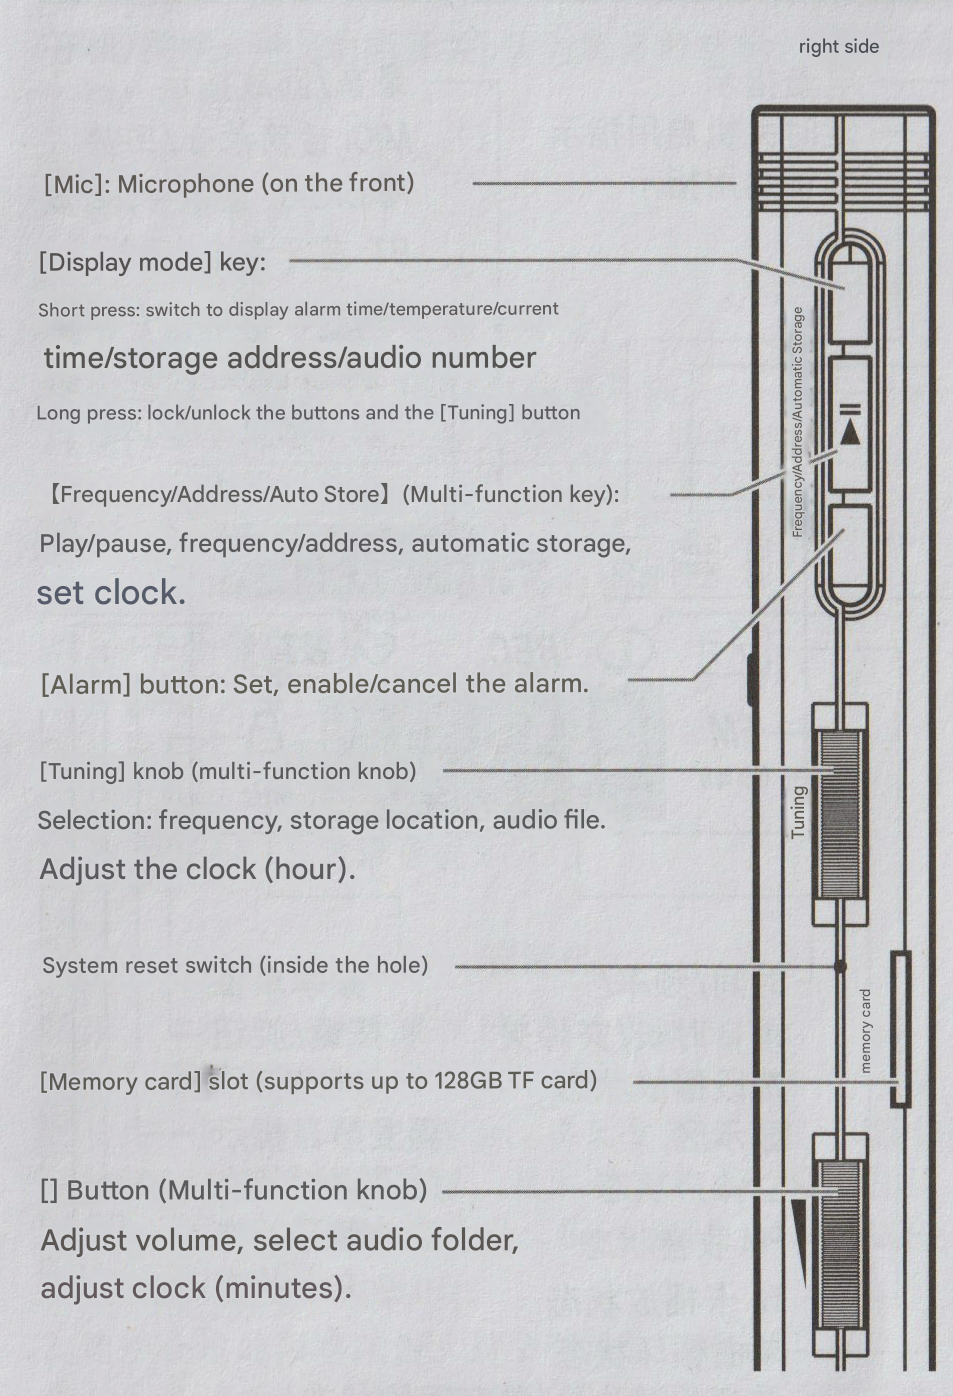 right side
[Mic]: Microphone (on the front)
[Display mode] key:
Short press: switch to display alarm time/temperature/current
time/storage address/audio number
Long press: lock/unlock the buttons and the [Tuning] button
Frequency/Address/Automatic Storage
【Frequency/Address/Auto Store】(Multi-function key):
Play/pause, frequency/address, automatic storage,
set clock.
[Alarm] button: Set, enable/cancel the alarm.
[Tuning] knob (multi-function knob)
Tuning
Selection: frequency, storage location, audio file.
Adjust the clock (hour).
System reset switch (inside the hole)
memory card
[Memory card] slot (supports up to 128GB TF card)
[] Button (Multi-function knob)
Adjust volume, select audio folder,
adjust clock (minutes).